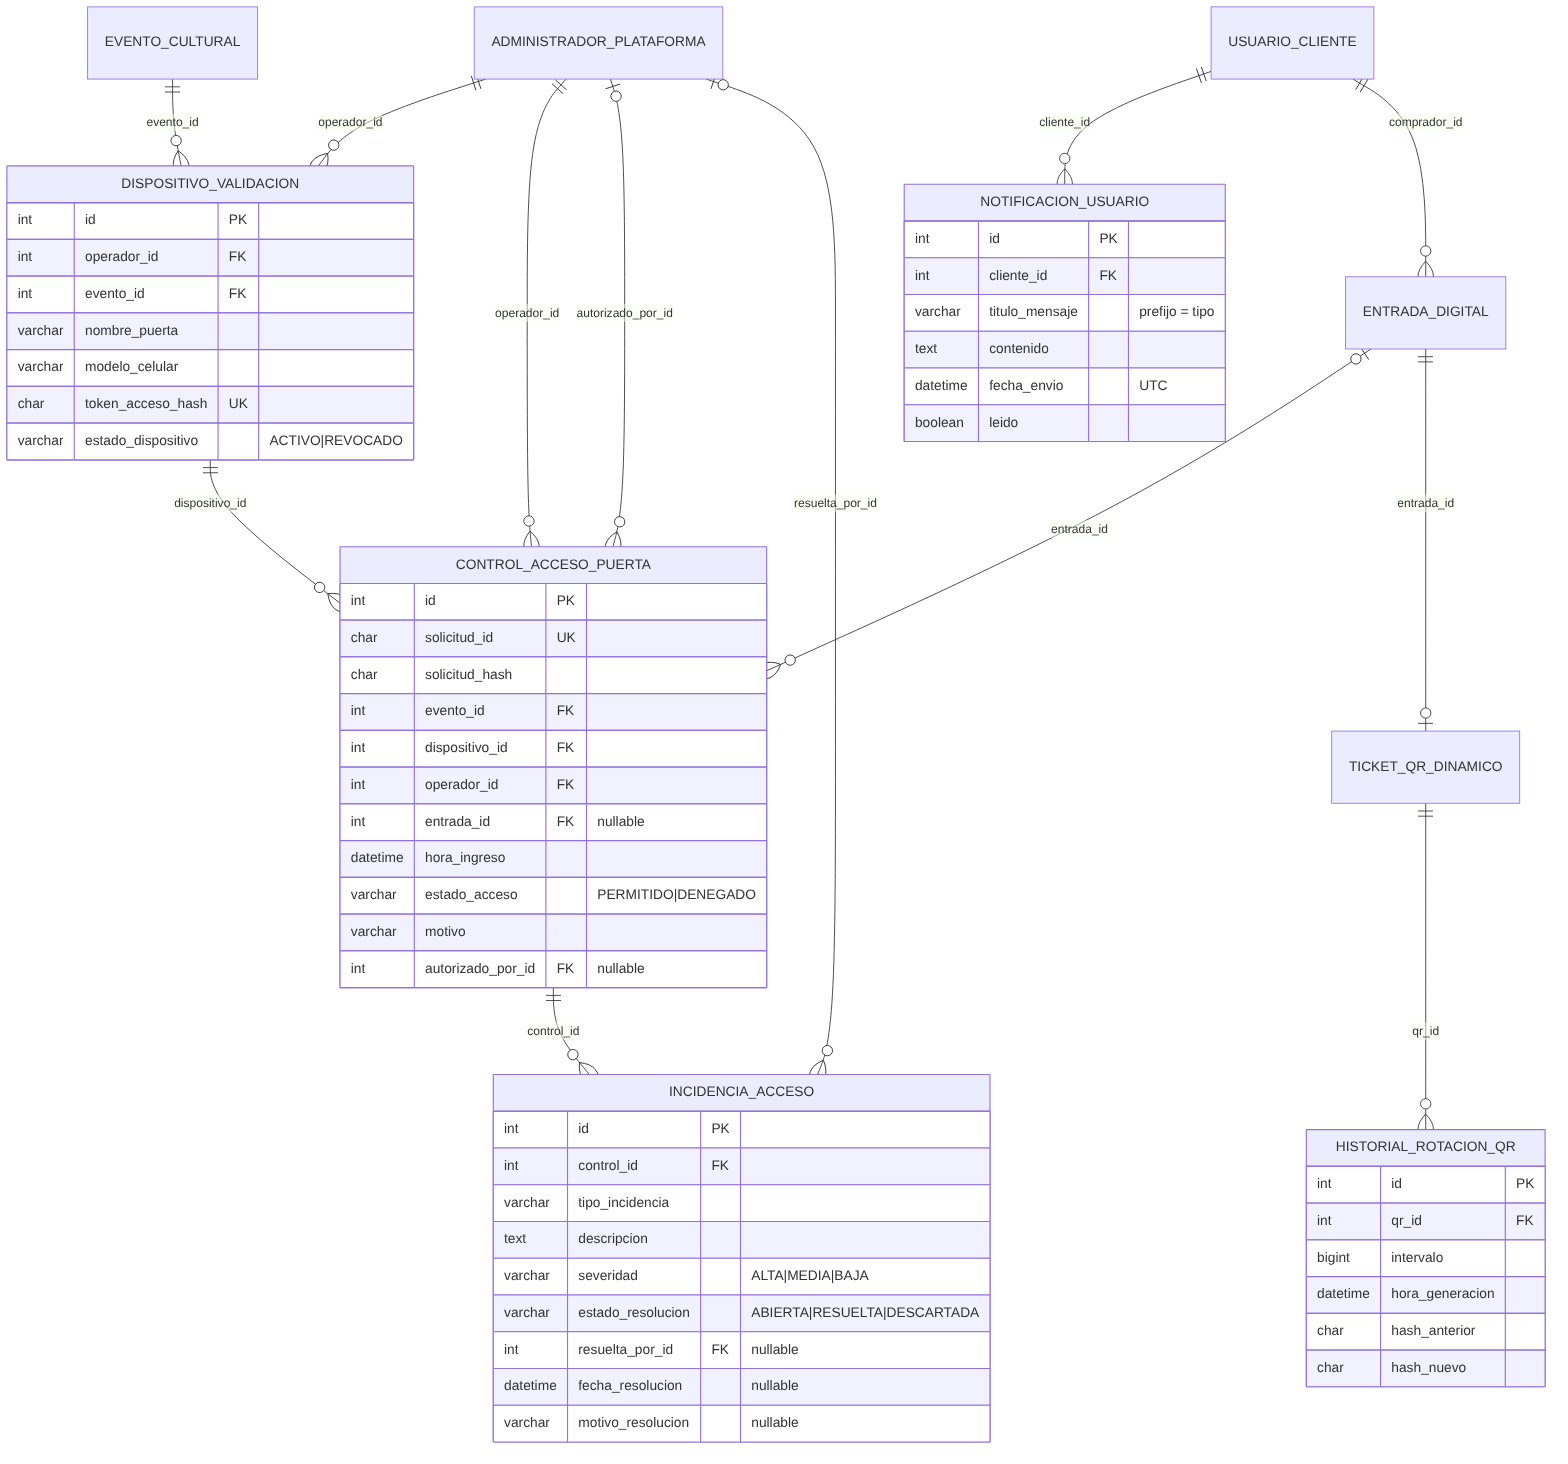 EVENTO_CULTURAL
ADMINISTRADOR_PLATAFORMA
USUARIO_CLIENTE
evento_id
operador_id
cliente_id
comprador_id
DISPOSITIVO_VALIDACION
int id PK
int operador_id FK
int evento_id FK
varchar nombre_puerta
varchar modelo_celular
char token_acceso_hash UK
varchar estado_dispositivo ACTIVO|REVOCADO
NOTIFICACION_USUARIO
int id PK
int cliente_id FK
varchar titulo_mensaje prefijo = tipo
text contenido
datetime fecha_envio UTC
boolean leido
ENTRADA_DIGITAL
operador_id
autorizado_por_id
dispositivo_id
resuelta_por_id
entrada_id
entrada_id
CONTROL_ACCESO_PUERTA
int id PK
char solicitud_id UK
char solicitud_hash
int evento_id FK
int dispositivo_id FK
int operador_id FK
int entrada_id FK nullable
datetime hora_ingreso
varchar estado_acceso PERMITIDO|DENEGADO
varchar motivo
int autorizado_por_id FK nullable
TICKET_QR_DINAMICO
control_id
qr_id
INCIDENCIA_ACCESO
int id PK
int control_id FK
varchar tipo_incidencia
text descripcion
varchar severidad ALTA|MEDIA|BAJA
varchar estado_resolucion ABIERTA|RESUELTA|DESCARTADA
int resuelta_por_id FK nullable
datetime fecha_resolucion nullable
varchar motivo_resolucion nullable
HISTORIAL_ROTACION_QR
int id PK
int qr_id FK
bigint intervalo
datetime hora_generacion
char hash_anterior
char hash_nuevo